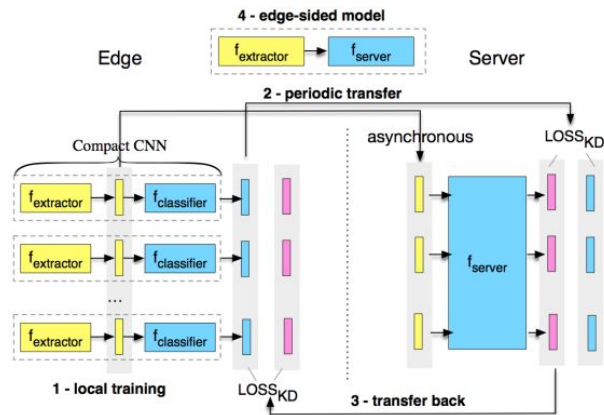 4 - edge-sided model
f_extractor
f_server
Edge
Server
2 - periodic transfer
Compact CNN
asynchronous
LOSS_KD
f_extractor
f_classifier
f_extractor
f_classifier
f_server
...
f_extractor
f_classifier
1 - local training
LOSS_KD
3 - transfer back